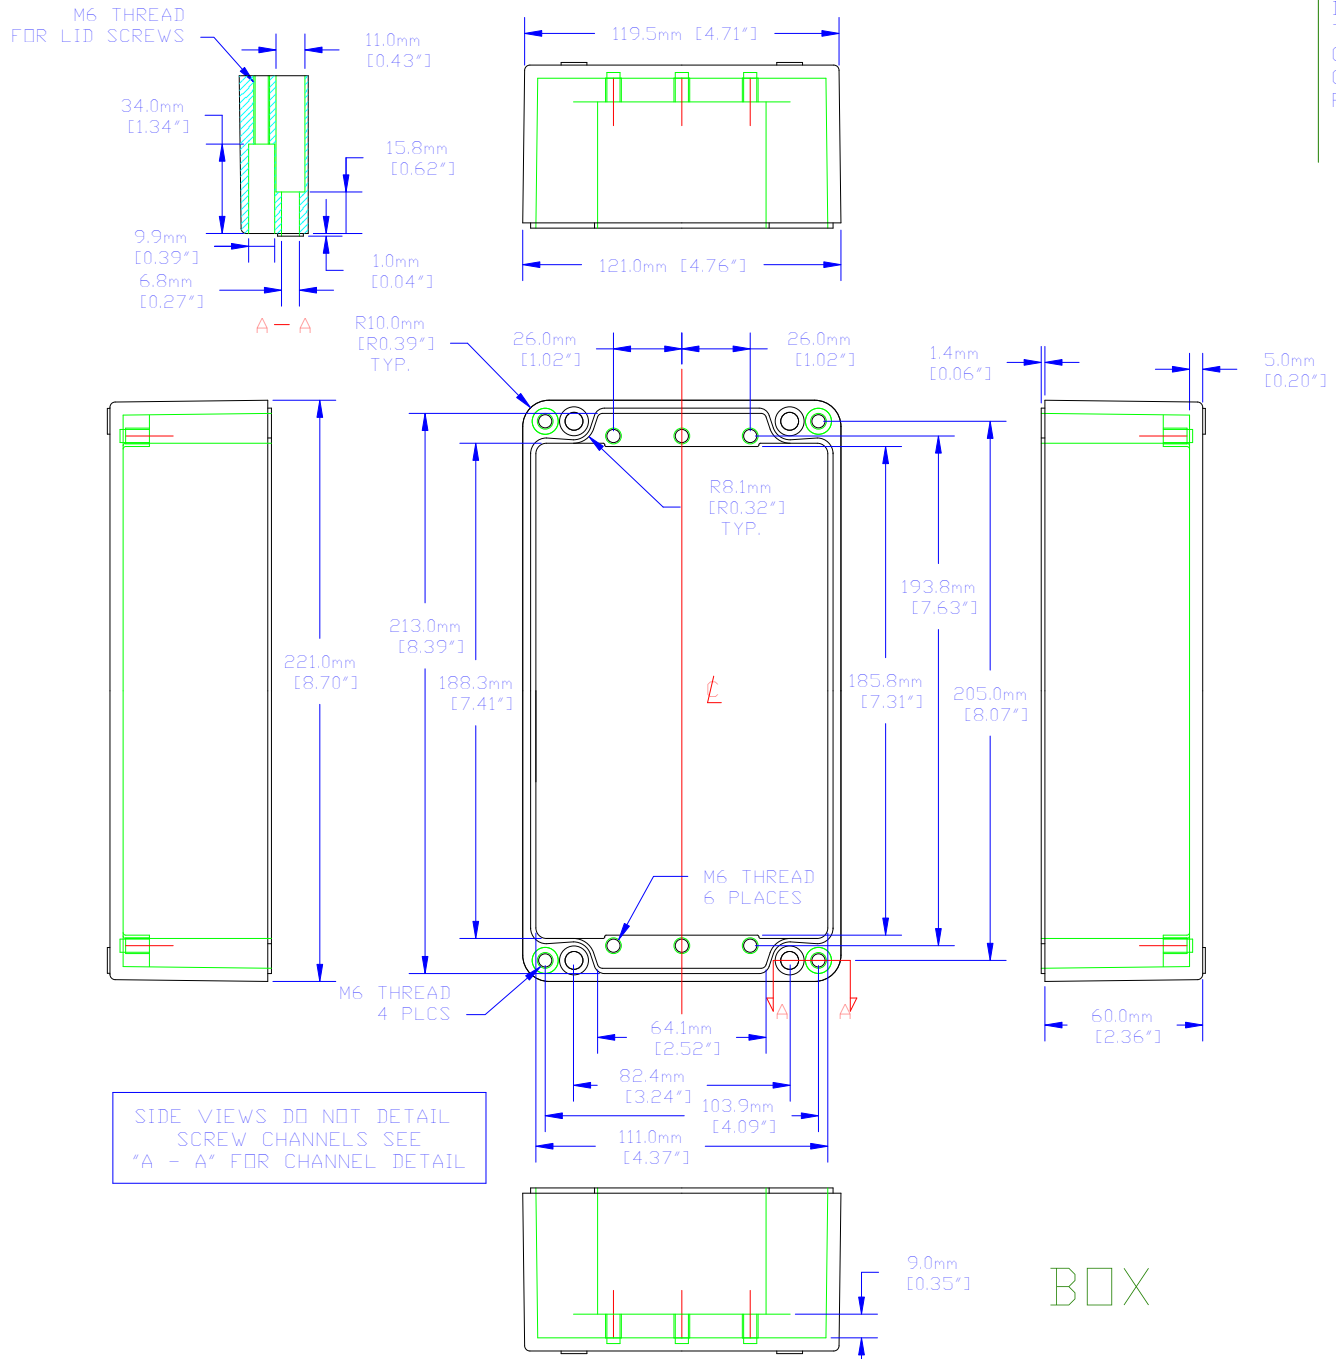 M6 THREAD
FOR LID SCREWS
11.0mm
[0.43"]
34.0mm
[1.34"]
15.8mm
[0.62"]
9.9mm
[0.39"]
1.0mm
[0.04"]
6.8mm
[0.27"]
A - A
119.5mm [4.71"]
121.0mm [4.76"]
R10.0mm
[R0.39"]
TYP.
26.0mm
[1.02"]
26.0mm
[1.02"]
1.4mm
[0.06"]
5.0mm
[0.20"]
R8.1mm
[R0.32"]
TYP.
193.8mm
[7.63"]
213.0mm
[8.39"]
221.0mm
[8.70"]
188.3mm
[7.41"]
185.8mm
[7.31"]
205.0mm
[8.07"]
M6 THREAD
6 PLACES
M6 THREAD
4 PLCS
A A
64.1mm
[2.52"]
60.0mm
[2.36"]
82.4mm
[3.24"]
103.9mm
[4.09"]
111.0mm
[4.37"]
SIDE VIEWS DO NOT DETAIL
SCREW CHANNELS SEE
"A - A" FOR CHANNEL DETAIL
9.0mm
[0.35"]
BOX